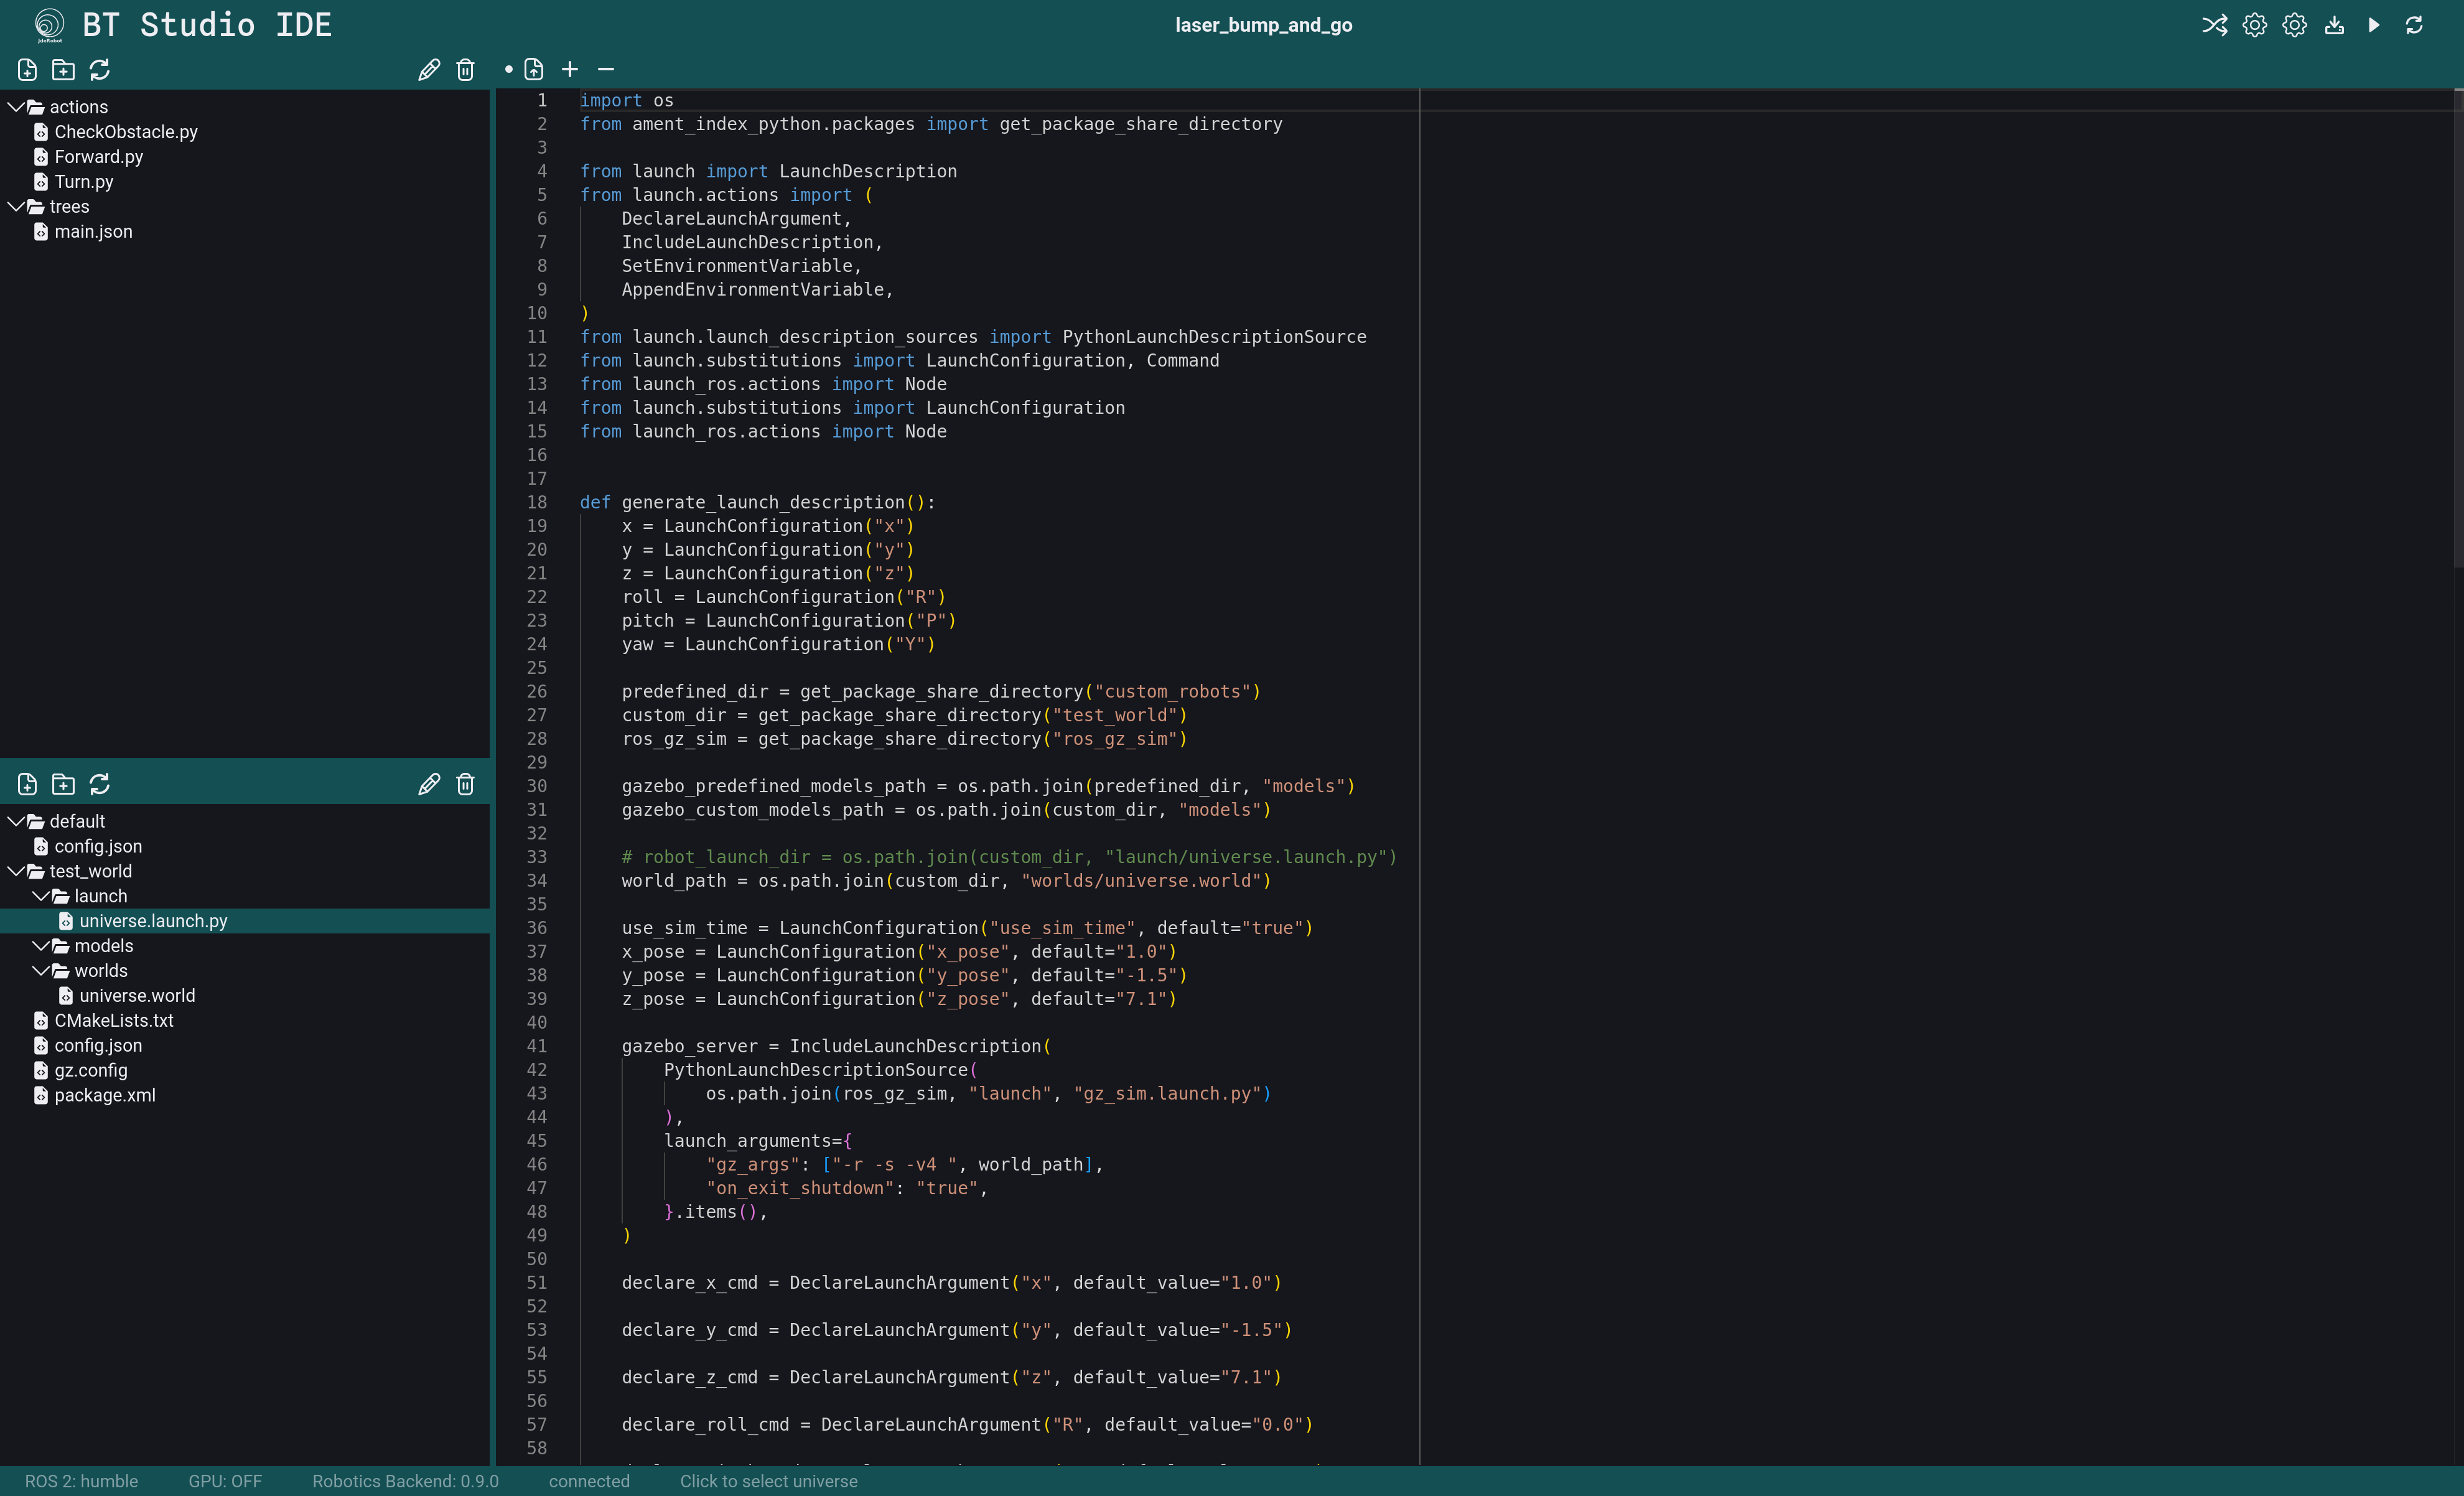 BT Studio IDE
laser_bump_and_go
JdeRobot
actions
CheckObstacle.py
Forward.py
Turn.py
trees
main.json
default
config.json
test_world
launch
universe.launch.py
models
worlds
universe.world
CMakeLists.txt
config.json
gz.config
package.xml
1 import os
2 from ament_index_python.packages import get_package_share_directory
3
4 from launch import LaunchDescription
5 from launch.actions import (
6     DeclareLaunchArgument,
7     IncludeLaunchDescription,
8     SetEnvironmentVariable,
9     AppendEnvironmentVariable,
10 )
11 from launch.launch_description_sources import PythonLaunchDescriptionSource
12 from launch.substitutions import LaunchConfiguration, Command
13 from launch_ros.actions import Node
14 from launch.substitutions import LaunchConfiguration
15 from launch_ros.actions import Node
16
17
18 def generate_launch_description():
19     x = LaunchConfiguration("x")
20     y = LaunchConfiguration("y")
21     z = LaunchConfiguration("z")
22     roll = LaunchConfiguration("R")
23     pitch = LaunchConfiguration("P")
24     yaw = LaunchConfiguration("Y")
25
26     predefined_dir = get_package_share_directory("custom_robots")
27     custom_dir = get_package_share_directory("test_world")
28     ros_gz_sim = get_package_share_directory("ros_gz_sim")
29
30     gazebo_predefined_models_path = os.path.join(predefined_dir, "models")
31     gazebo_custom_models_path = os.path.join(custom_dir, "models")
32
33     # robot_launch_dir = os.path.join(custom_dir, "launch/universe.launch.py")
34     world_path = os.path.join(custom_dir, "worlds/universe.world")
35
36     use_sim_time = LaunchConfiguration("use_sim_time", default="true")
37     x_pose = LaunchConfiguration("x_pose", default="1.0")
38     y_pose = LaunchConfiguration("y_pose", default="-1.5")
39     z_pose = LaunchConfiguration("z_pose", default="7.1")
40
41     gazebo_server = IncludeLaunchDescription(
42         PythonLaunchDescriptionSource(
43             os.path.join(ros_gz_sim, "launch", "gz_sim.launch.py")
44         ),
45         launch_arguments={
46             "gz_args": ["-r -s -v4 ", world_path],
47             "on_exit_shutdown": "true",
48         }.items(),
49     )
50
51     declare_x_cmd = DeclareLaunchArgument("x", default_value="1.0")
52
53     declare_y_cmd = DeclareLaunchArgument("y", default_value="-1.5")
54
55     declare_z_cmd = DeclareLaunchArgument("z", default_value="7.1")
56
57     declare_roll_cmd = DeclareLaunchArgument("R", default_value="0.0")
58
ROS 2: humble
GPU: OFF
Robotics Backend: 0.9.0
connected
Click to select universe